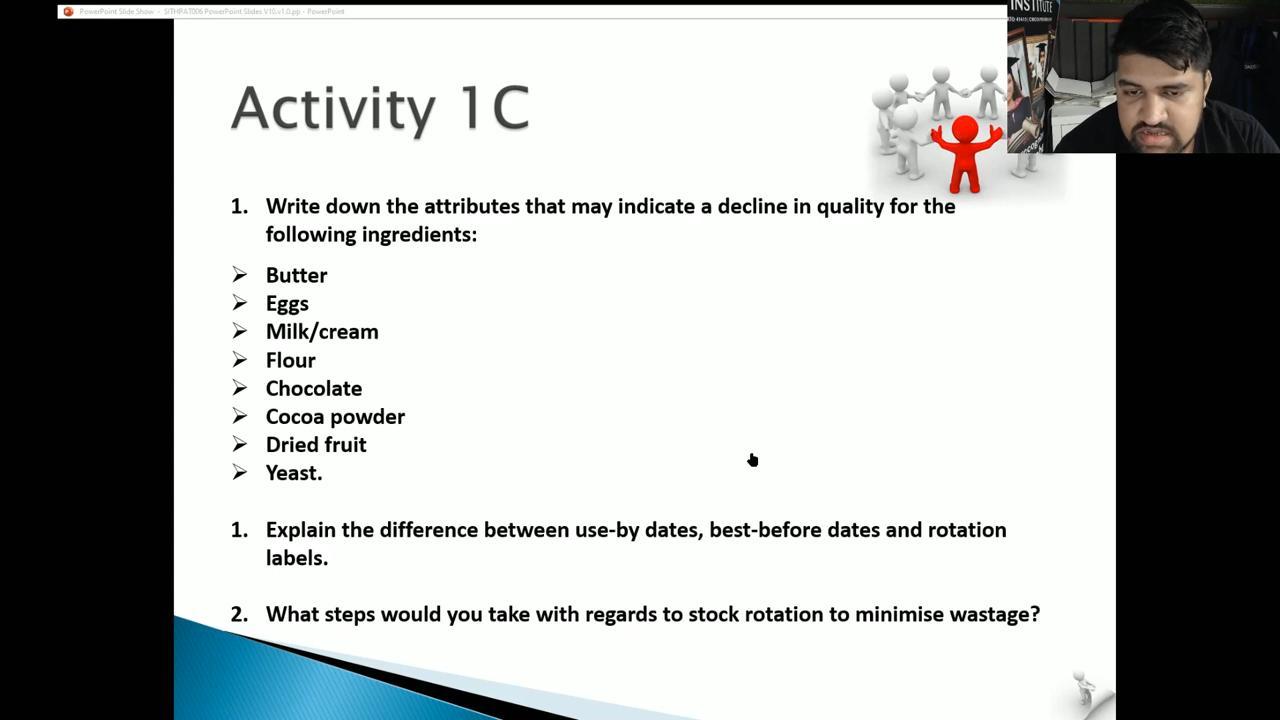 PowerPoint Slide Show - SITHPAT006 PowerPoint Slides V10.v1.0.pp - PowerPoint
INSTITUTE
Activity 1C
1. Write down the attributes that may indicate a decline in quality for the
following ingredients:
➢ Butter
➢ Eggs
➢ Milk/cream
➢ Flour
➢ Chocolate
➢ Cocoa powder
➢ Dried fruit
➢ Yeast.
1. Explain the difference between use-by dates, best-before dates and rotation
labels.
2. What steps would you take with regards to stock rotation to minimise wastage?